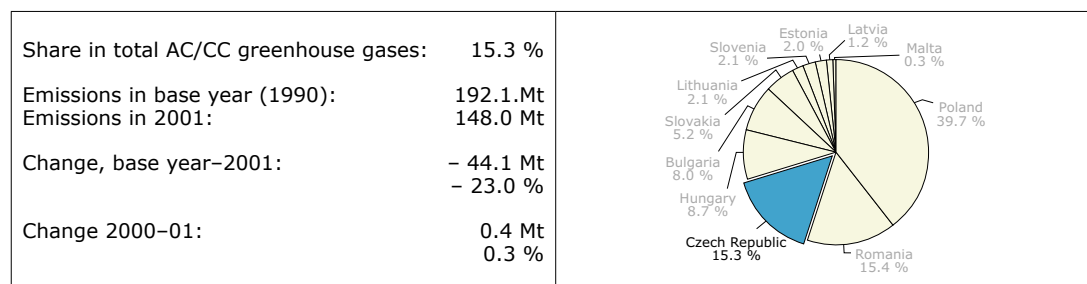 Share in total AC/CC greenhouse gases: 15.3 %
Emissions in base year (1990): 192.1.Mt
Emissions in 2001: 148.0 Mt
Change, base year–2001: – 44.1 Mt
– 23.0 %
Change 2000–01: 0.4 Mt
0.3 %
Latvia
1.2 %
Estonia
2.0 %
Malta
0.3 %
Slovenia
2.1 %
Lithuania
2.1 %
Poland
39.7 %
Slovakia
5.2 %
Bulgaria
8.0 %
Hungary
8.7 %
Czech Republic
15.3 %
Romania
15.4 %